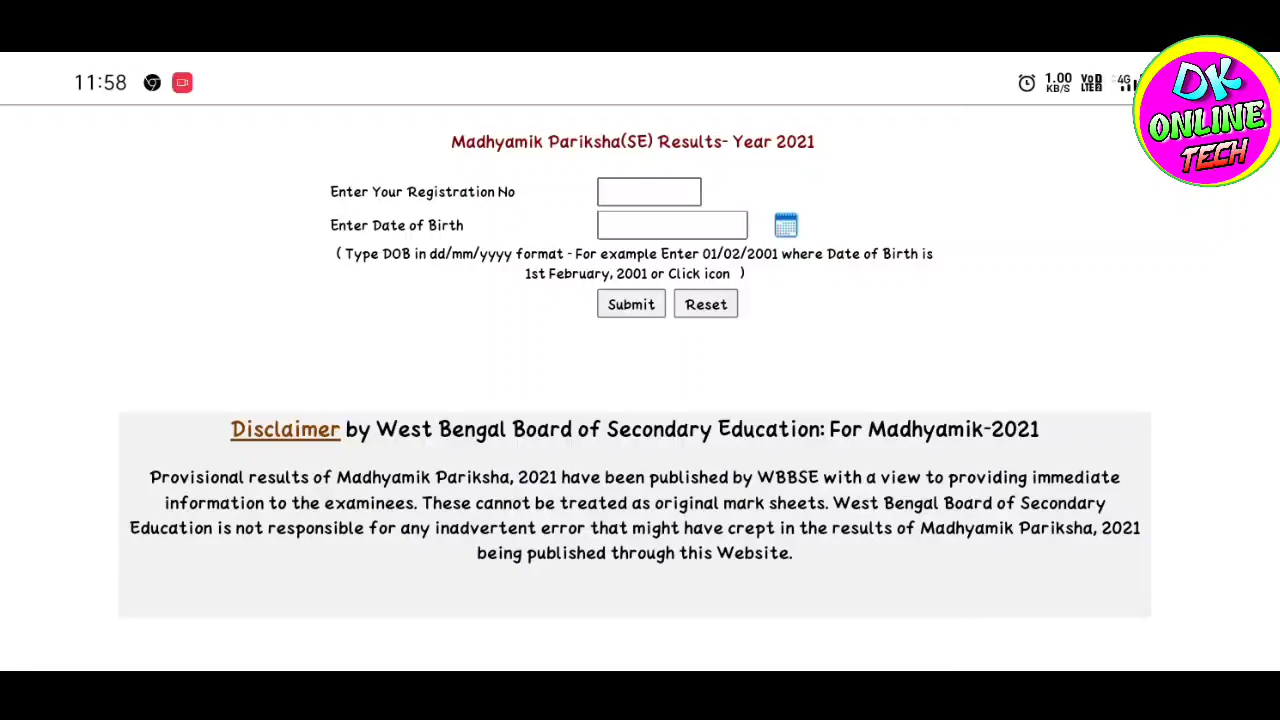 11:58
1.00
KB/S
VoD
LTE2
4G
DK
ONLINE
TECH
Madhyamik Pariksha(SE) Results- Year 2021
Enter Your Registration No
Enter Date of Birth
( Type DOB in dd/mm/yyyy format - For example Enter 01/02/2001 where Date of Birth is
1st February, 2001 or Click icon )
Submit Reset
Disclaimer by West Bengal Board of Secondary Education: For Madhyamik-2021
Provisional results of Madhyamik Pariksha, 2021 have been published by WBBSE with a view to providing immediate
information to the examinees. These cannot be treated as original mark sheets. West Bengal Board of Secondary
Education is not responsible for any inadvertent error that might have crept in the results of Madhyamik Pariksha, 2021
being published through this Website.